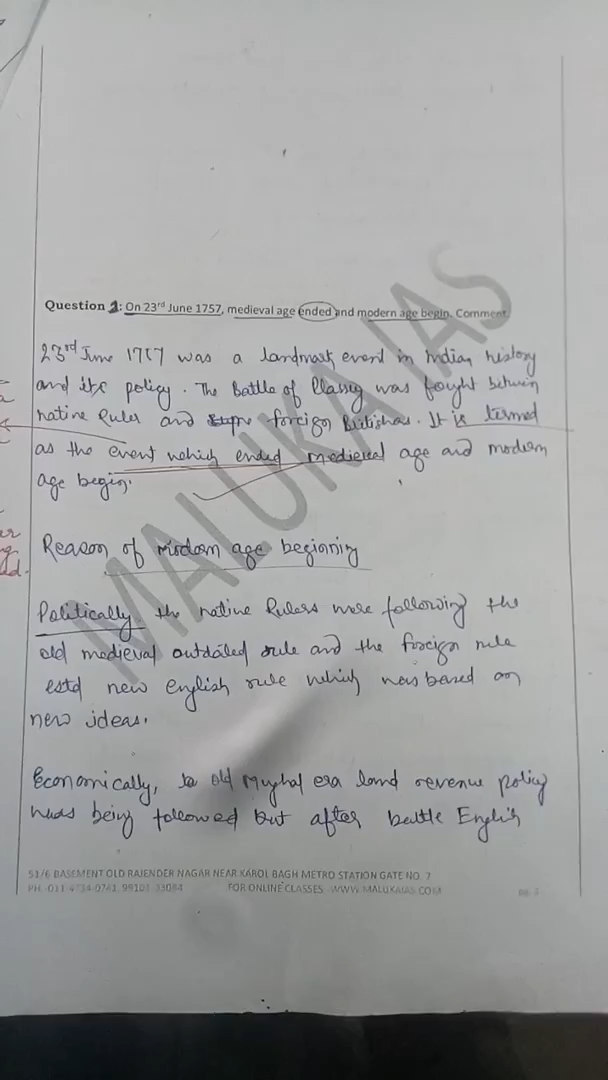 Question 1: On 23rd June 1757, medieval age ended and modern age begin. Comment
23rd June 1757 was a landmark event in Indian history
and its policy. The Battle of Plassey was fought between
native Ruler and foreign Britishas. It is termed
as the event which ended medieval age and modern
age begin.
Reason of modern age beginning
Politically the native Rulers were following the
old medieval outdated rule and the foreign rule
estd new english rule which was based on
new ideas.
Economically, old Mughal era land revenue policy
was being followed but after battle English
51/6 BASEMENT OLD RAJENDER NAGAR NEAR KAROL BAGH METRO STATION GATE NO. 7
FOR ONLINE CLASSES WWW.MALUKAIAS.COM
MALUKA IAS